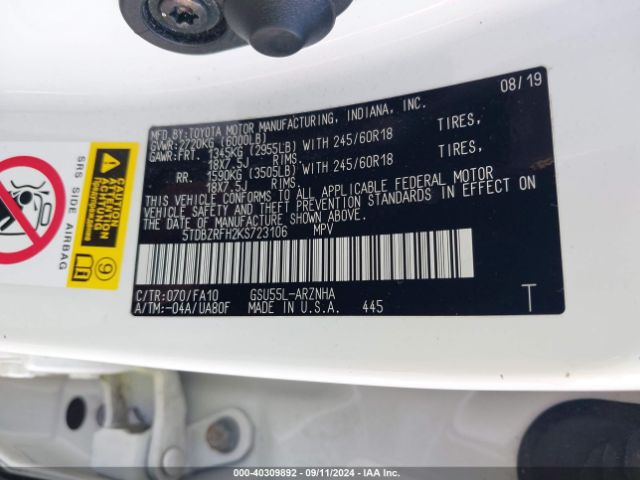 08/19
MFD.BY:TOYOTA MOTOR MANUFACTURING, INDIANA, INC.
GVWR:2720KG (6000LB)
GAWR:FRT. 1345KG (2955LB) WITH 245/60R18 TIRES,
18X7.5J RIMS.
RR. 1590KG (3505LB) WITH 245/60R18 TIRES,
18X7.5J RIMS.
THIS VEHICLE CONFORMS TO ALL APPLICABLE FEDERAL MOTOR
VEHICLE SAFETY AND THEFT PREVENTION STANDARDS IN EFFECT ON
THE DATE OF MANUFACTURE SHOWN ABOVE.
5TDBZRFH2KS723106 MPV
C/TR:070/FA10 GSU55L-ARZNHA
A/TM:-04A/UA80F MADE IN U.S.A. 445 T
SRS SIDE AIRBAG
CAUTION
9
000-40309892 - 09/11/2024 - IAA Inc.